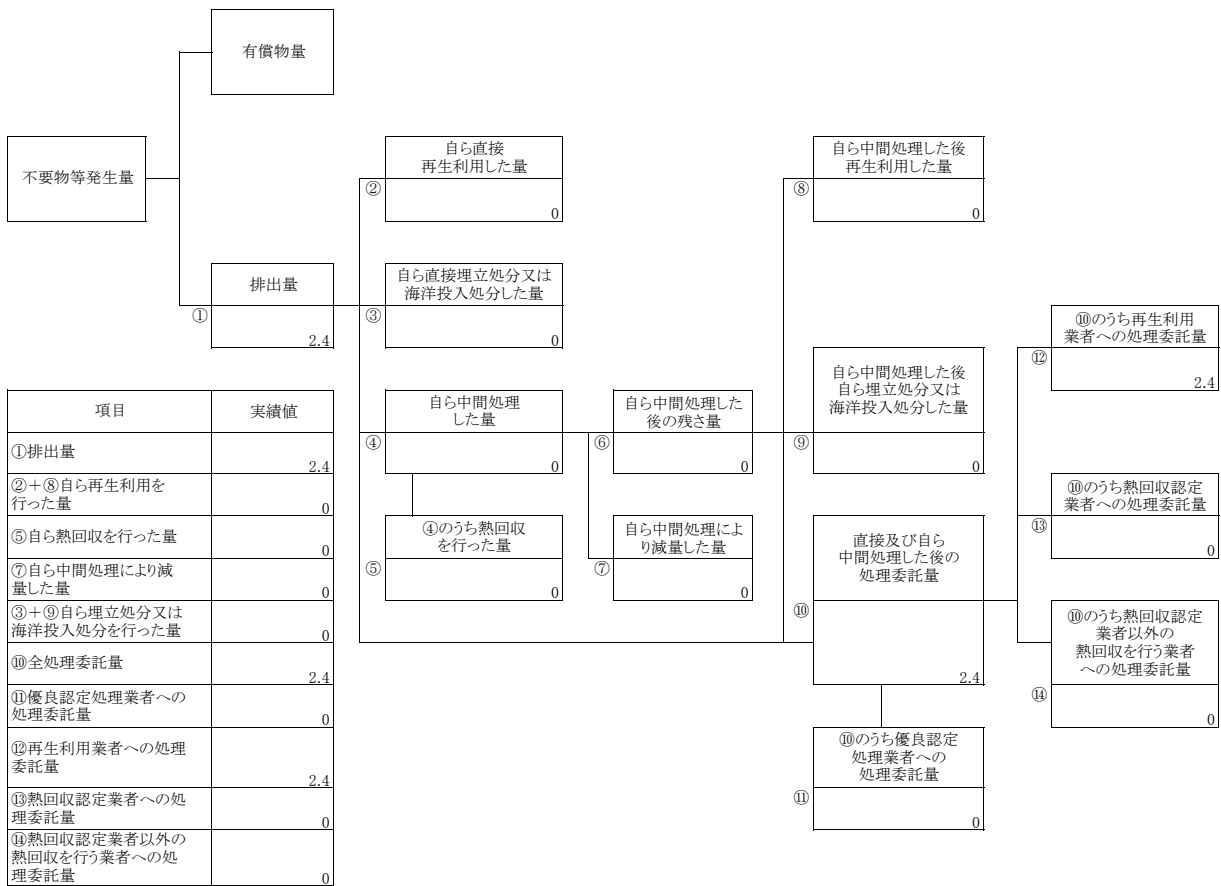 有償物量
不要物等発生量
自ら直接
再生利用した量
②
0
自ら中間処理した後
再生利用した量
⑧
0
排出量
①
2.4
自ら直接埋立処分又は
海洋投入処分した量
③
0
自ら中間処理
した量
④
0
自ら中間処理した
後の残さ量
⑥
0
自ら中間処理した後
自ら埋立処分又は
海洋投入処分した量
⑨
0
⑩のうち再生利用
業者への処理委託量
⑫
2.4
④のうち熱回収
を行った量
⑤
0
自ら中間処理によ
り減量した量
⑦
0
直接及び自ら
中間処理した後の
処理委託量
⑩
2.4
⑩のうち熱回収認定
業者への処理委託量
⑬
0
⑩のうち熱回収認定
業者以外の
熱回収を行う業者
への処理委託量
⑭
0
⑩のうち優良認定
処理業者への
処理委託量
⑪
0
項目 実績値
①排出量
2.4
②＋⑧自ら再生利用を
行った量
0
⑤自ら熱回収を行った量
0
⑦自ら中間処理により減
量した量
0
③＋⑨自ら埋立処分又は
海洋投入処分を行った量
0
⑩全処理委託量
2.4
⑪優良認定処理業者への
処理委託量
0
⑫再生利用業者への処理
委託量
2.4
⑬熱回収認定業者への処
理委託量
0
⑭熱回収認定業者以外の
熱回収を行う業者への処
理委託量
0